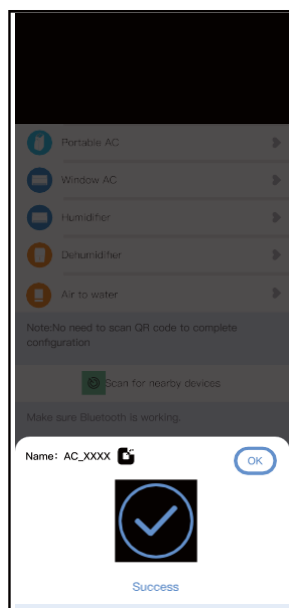 Portable AC
Window AC
Humidifier
Dehumidifier
Air to water
Note:No need to scan QR code to complete
configuration
Scan for nearby devices
Make sure Bluetooth is working.
Name: AC_XXXX
OK
Success